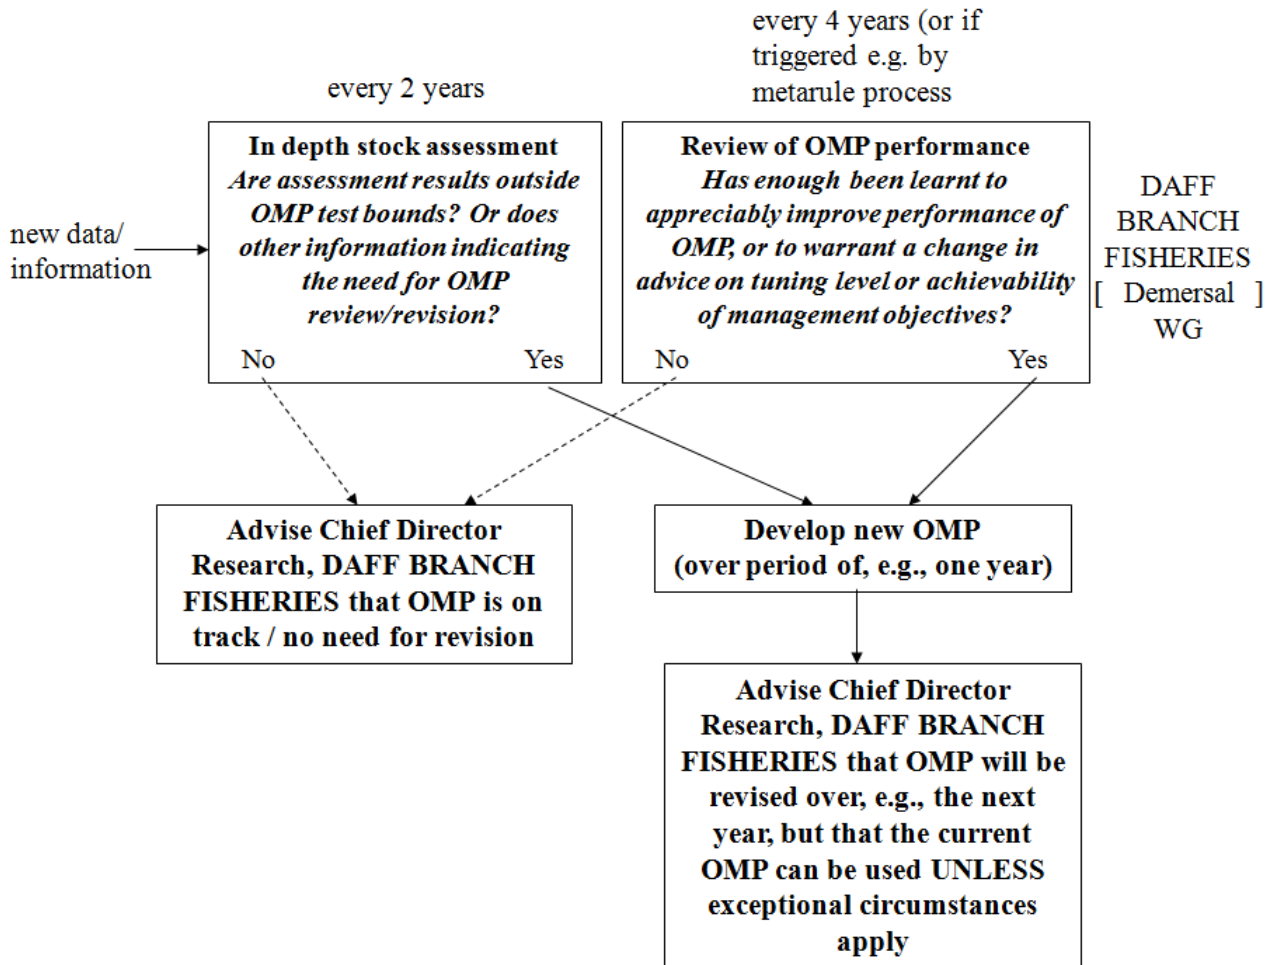 every 2 years
every 4 years (or if
triggered e.g. by
metarule process
new data/
information
In depth stock assessment
Are assessment results outside
OMP test bounds? Or does
other information indicating
the need for OMP
review/revision?
No Yes
Review of OMP performance
Has enough been learnt to
appreciably improve performance of
OMP, or to warrant a change in
advice on tuning level or achievability
of management objectives?
No Yes
DAFF
BRANCH
FISHERIES
[ Demersal ]
WG
Advise Chief Director
Research, DAFF BRANCH
FISHERIES that OMP is on
track / no need for revision
Develop new OMP
(over period of, e.g., one year)
Advise Chief Director
Research, DAFF BRANCH
FISHERIES that OMP will be
revised over, e.g., the next
year, but that the current
OMP can be used UNLESS
exceptional circumstances
apply